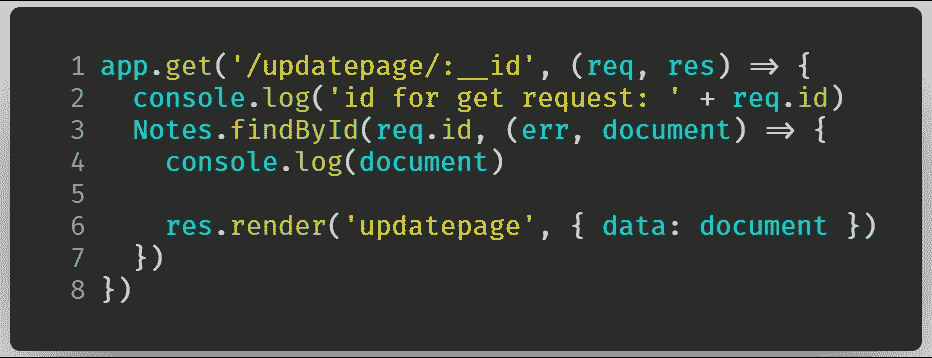 1 app.get('/updatepage/:__id', (req, res) => {
2   console.log('id for get request: ' + req.id)
3   Notes.findById(req.id, (err, document) => {
4     console.log(document)
5
6     res.render('updatepage', { data: document })
7   })
8 })